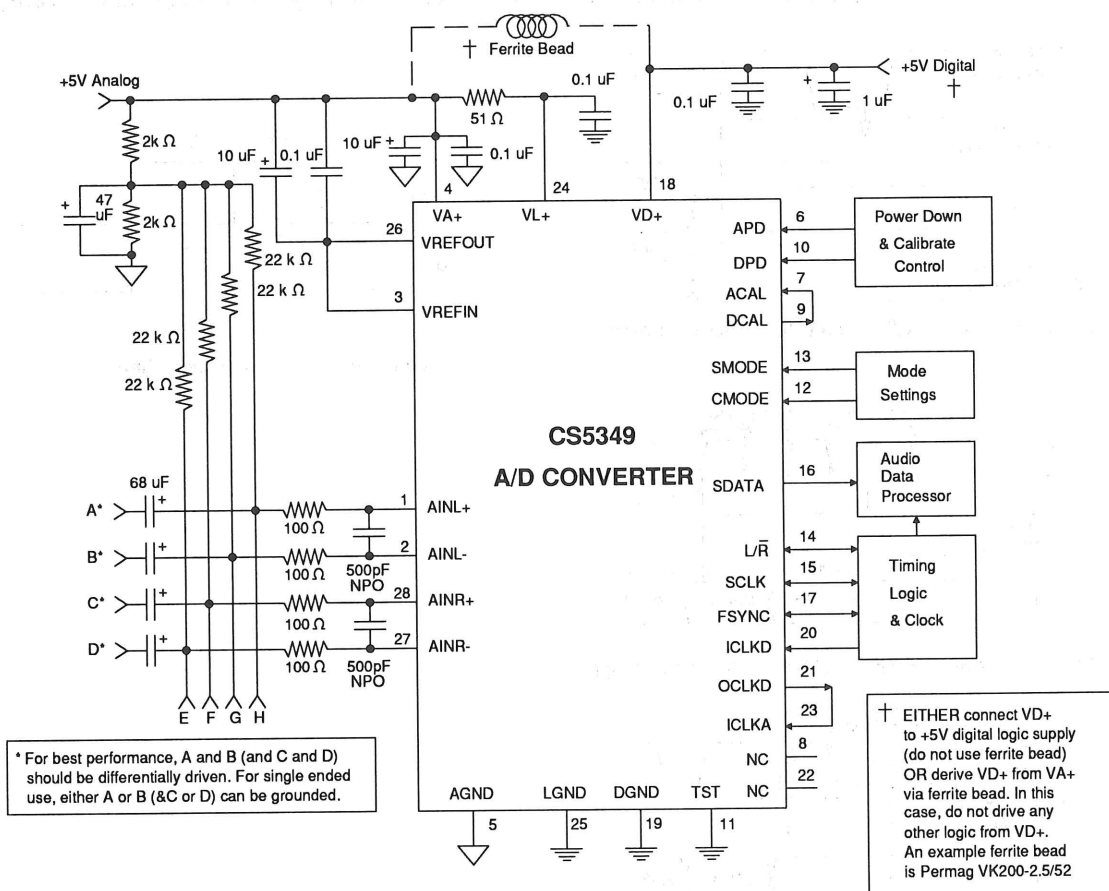 † Ferrite Bead
+5V Analog
+5V Digital
†
0.1 uF
0.1 uF
+
1 uF
51 Ω
2k Ω
10 uF
+
0.1 uF
10 uF
+
0.1 uF
4
24
18
+
47
uF
2k Ω
VA+
VL+
VD+
26
VREFOUT
3
VREFIN
22 k Ω
22 k Ω
22 k Ω
22 k Ω
APD
6
DPD
10
ACAL
7
DCAL
9
Power Down
& Calibrate
Control
SMODE
13
CMODE
12
Mode
Settings
CS5349
A/D CONVERTER
SDATA
16
Audio
Data
Processor
68 uF
A*
+
100 Ω
1
AINL+
B*
+
100 Ω
2
AINL-
500pF
NPO
C*
+
100 Ω
28
AINR+
D*
+
100 Ω
27
AINR-
500pF
NPO
L/R̅
14
SCLK
15
FSYNC
17
ICLKD
20
Timing
Logic
& Clock
OCLKD
21
ICLKA
23
NC
8
NC
22
E F G H
AGND
LGND
DGND
TST
5
25
19
11
* For best performance, A and B (and C and D)
should be differentially driven. For single ended
use, either A or B (&C or D) can be grounded.
† EITHER connect VD+
to +5V digital logic supply
(do not use ferrite bead)
OR derive VD+ from VA+
via ferrite bead. In this
case, do not drive any
other logic from VD+.
An example ferrite bead
is Permag VK200-2.5/52